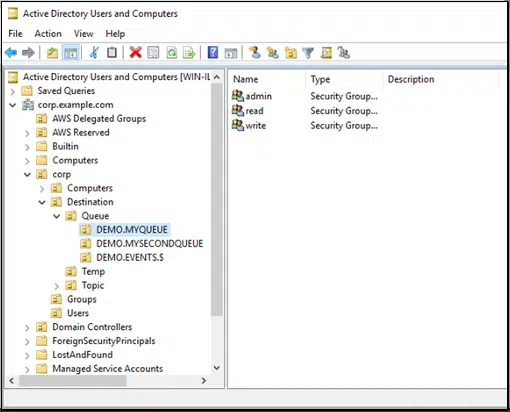 Active Directory Users and Computers
File Action View Help
Active Directory Users and Computers [WIN-IL
Saved Queries
corp.example.com
AWS Delegated Groups
AWS Reserved
Builtin
Computers
corp
Computers
Destination
Queue
DEMO.MYQUEUE
DEMO.MYSECONDQUEUE
DEMO.EVENTS.$
Temp
Topic
Groups
Users
Domain Controllers
ForeignSecurityPrincipals
LostAndFound
Managed Service Accounts
Name Type Description
admin Security Group...
read Security Group...
write Security Group...